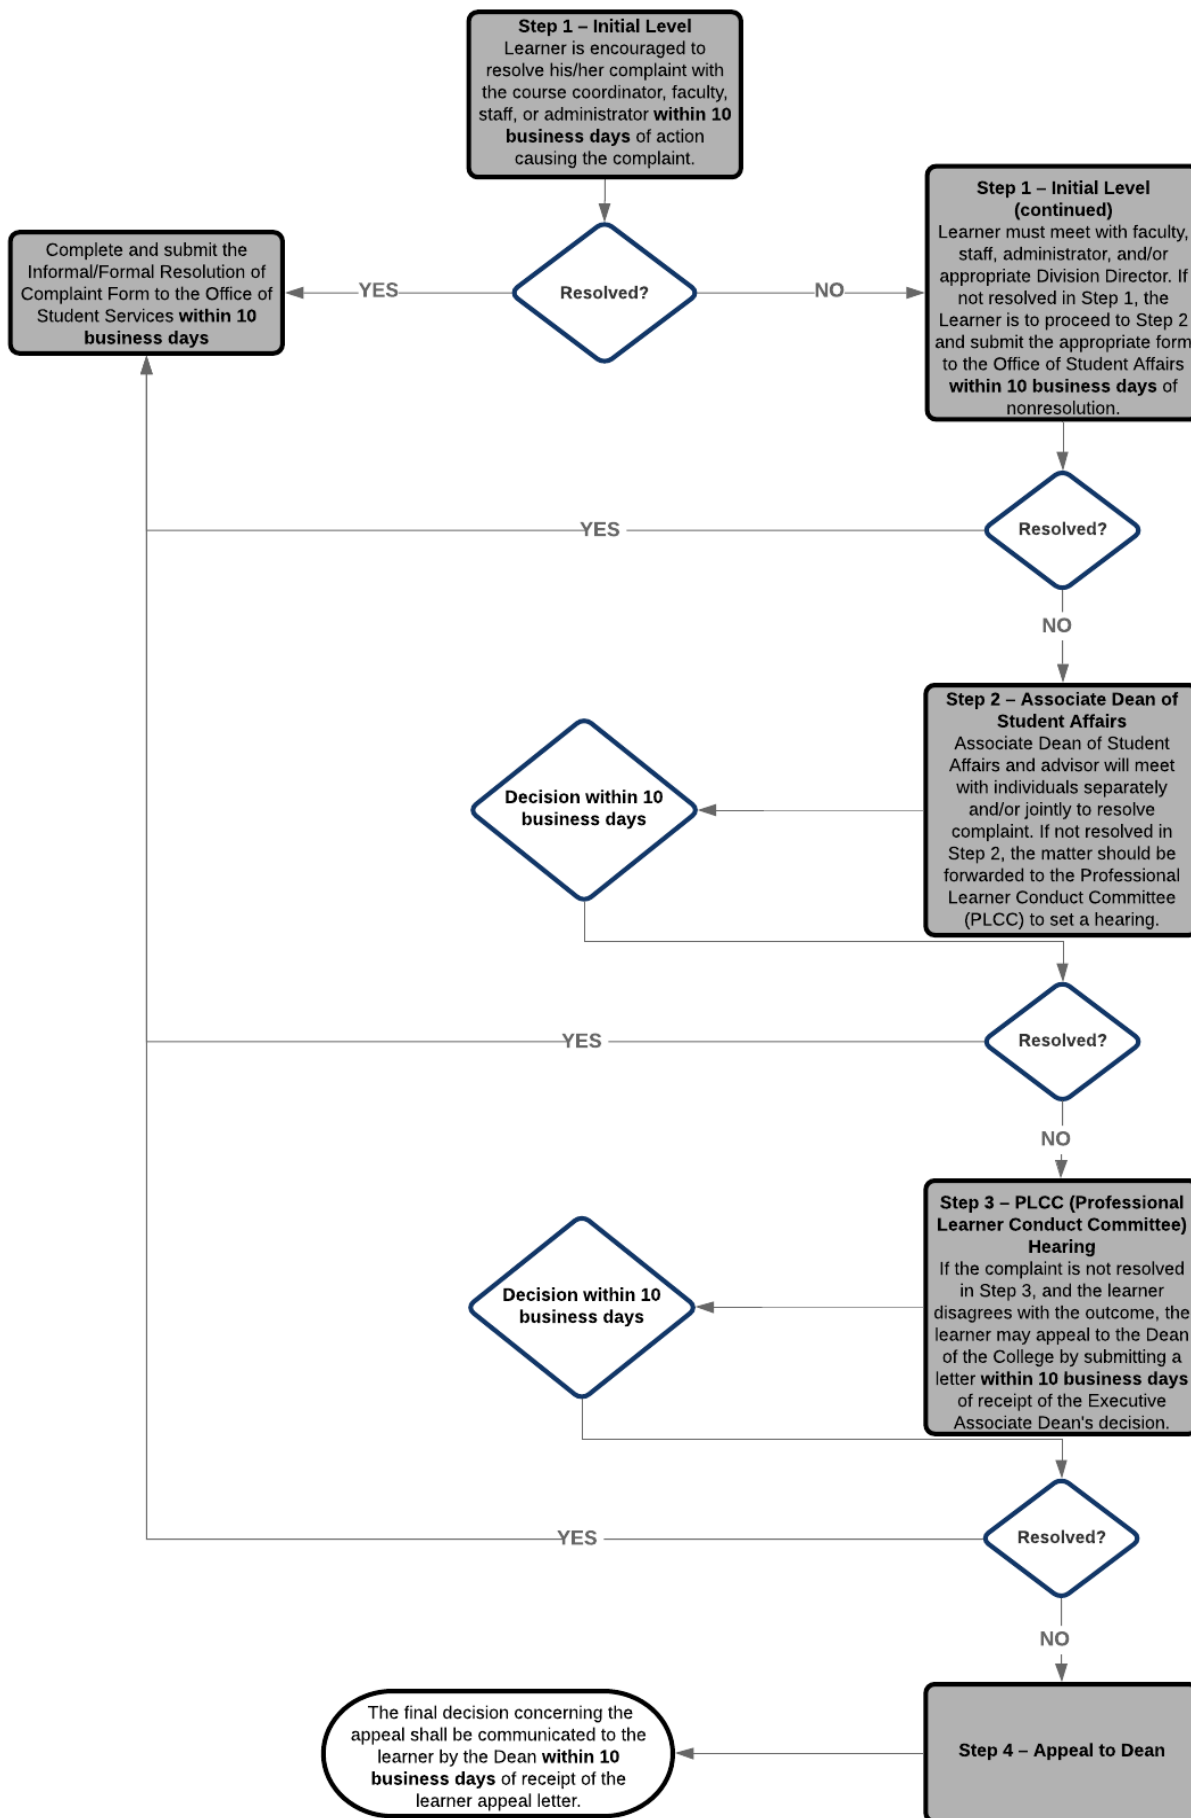 Step 1 – Initial Level
Learner is encouraged to
resolve his/her complaint with
the course coordinator, faculty,
staff, or administrator within 10
business days of action
causing the complaint.
Step 1 – Initial Level
(continued)
Learner must meet with faculty,
staff, administrator, and/or
appropriate Division Director. If
not resolved in Step 1, the
Learner is to proceed to Step 2
and submit the appropriate form
to the Office of Student Affairs
within 10 business days of
nonresolution.
Complete and submit the
Informal/Formal Resolution of
Complaint Form to the Office of
Student Services within 10
business days
YES
Resolved?
NO
YES
Resolved?
NO
Step 2 – Associate Dean of
Student Affairs
Associate Dean of Student
Affairs and advisor will meet
with individuals separately
and/or jointly to resolve
complaint. If not resolved in
Step 2, the matter should be
forwarded to the Professional
Learner Conduct Committee
(PLCC) to set a hearing.
Decision within 10
business days
YES
Resolved?
NO
Step 3 – PLCC (Professional
Learner Conduct Committee)
Hearing
If the complaint is not resolved
in Step 3, and the learner
disagrees with the outcome, the
learner may appeal to the Dean
of the College by submitting a
letter within 10 business days
of receipt of the Executive
Associate Dean's decision.
Decision within 10
business days
YES
Resolved?
NO
Step 4 – Appeal to Dean
The final decision concerning the
appeal shall be communicated to the
learner by the Dean within 10
business days of receipt of the
learner appeal letter.